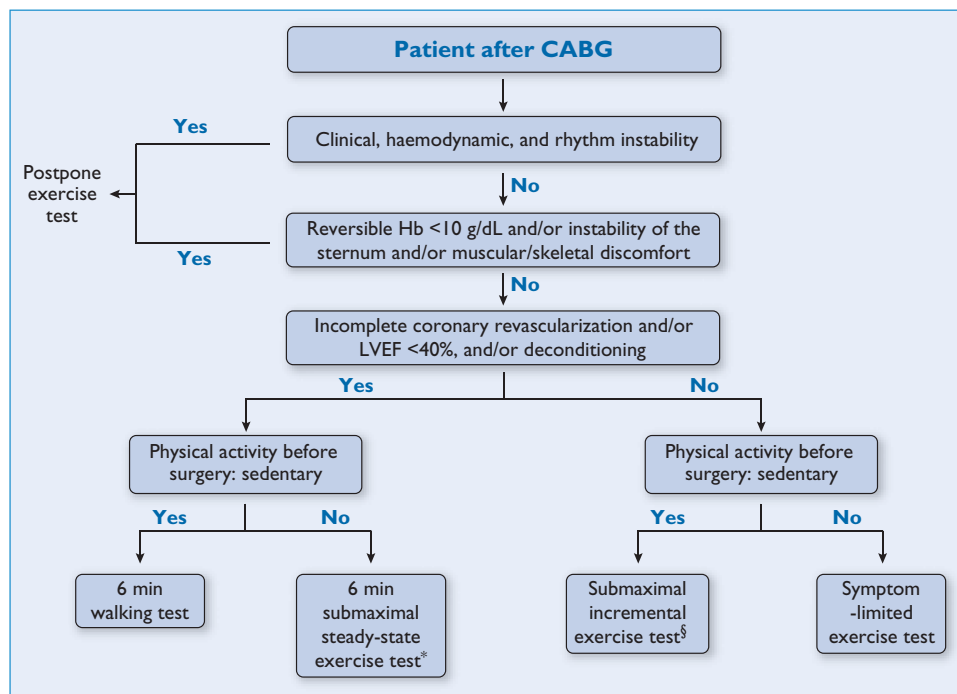 Patient after CABG
Yes
Clinical, haemodynamic, and rhythm instability
Postpone
exercise
test
No
Yes
Reversible Hb <10 g/dL and/or instability of the
sternum and/or muscular/skeletal discomfort
No
Incomplete coronary revascularization and/or
LVEF <40%, and/or deconditioning
Yes
No
Physical activity before
surgery: sedentary
Physical activity before
surgery: sedentary
Yes
No
Yes
No
6 min
walking test
6 min
submaximal
steady-state
exercise test*
Submaximal
incremental
exercise test§
Symptom
-limited
exercise test